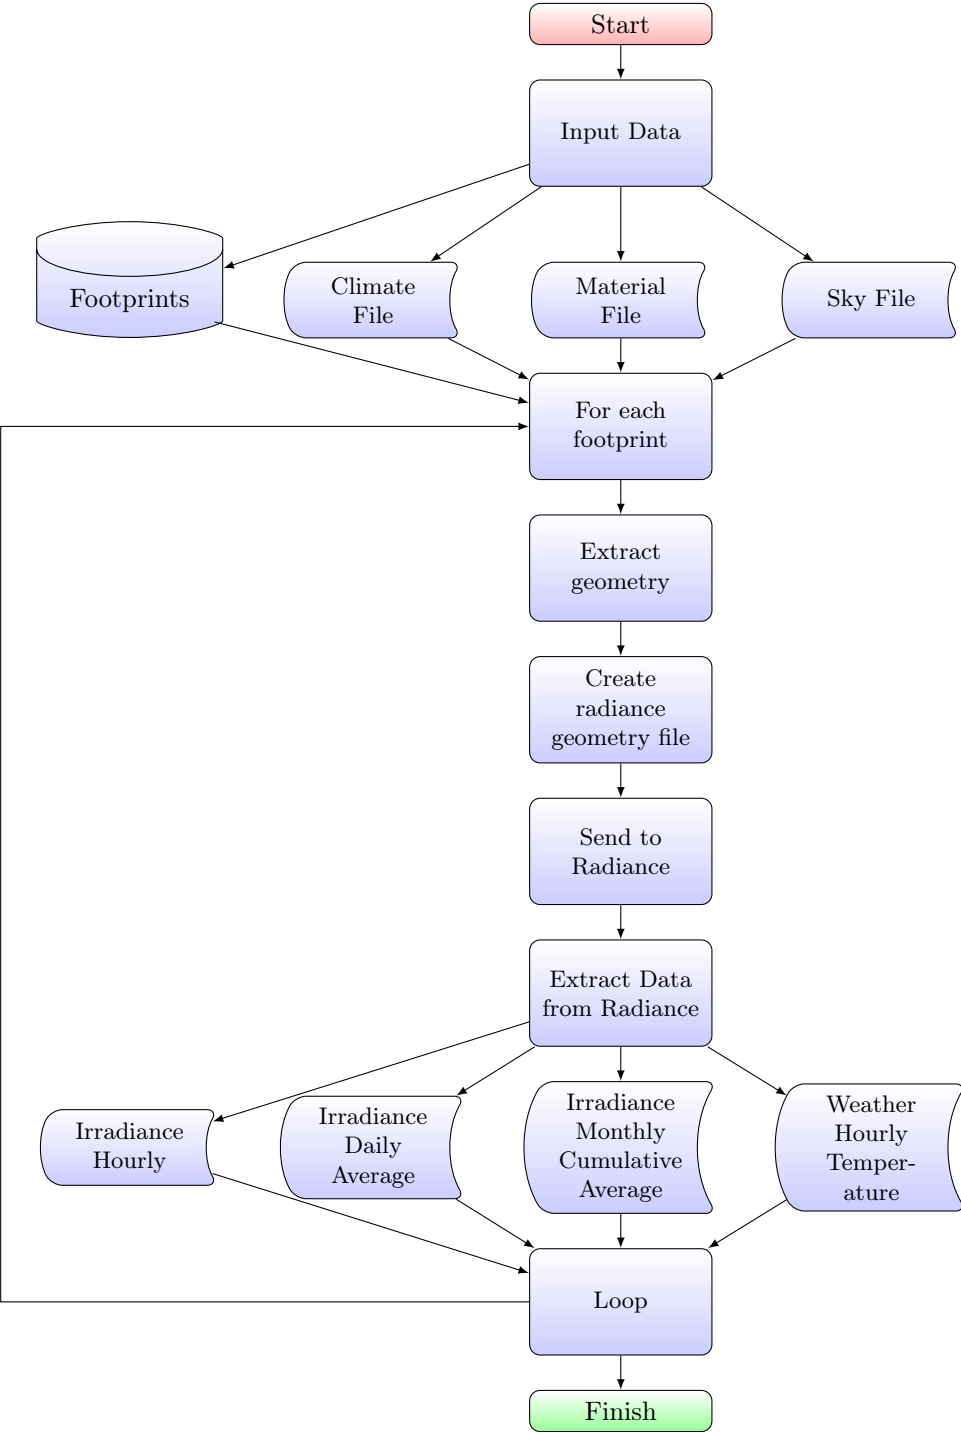 Start
Input Data
Footprints
Climate
File
Material
File
Sky File
For each
footprint
Extract
geometry
Create
radiance
geometry file
Send to
Radiance
Extract Data
from Radiance
Irradiance
Hourly
Irradiance
Daily
Average
Irradiance
Monthly
Cumulative
Average
Weather
Hourly
Temper-
ature
Loop
Finish